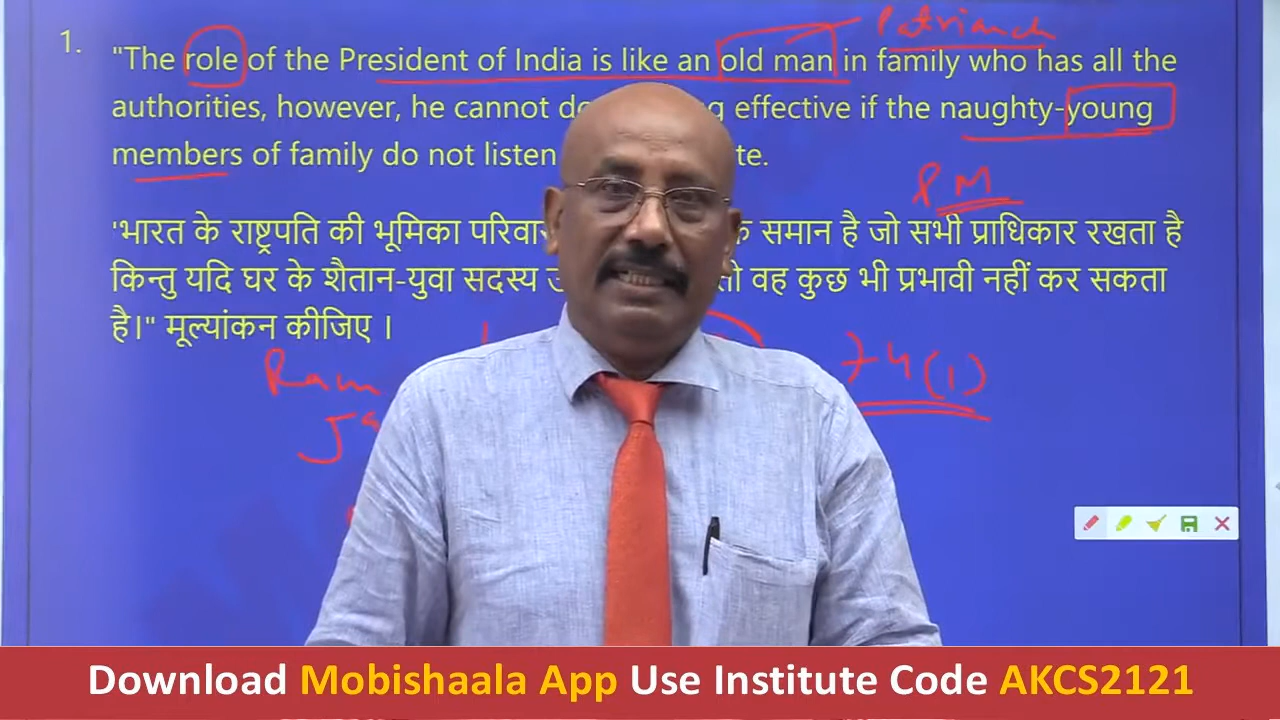 Patriarch
1. "The role of the President of India is like an old man in family who has all the
authorities, however, he cannot do effective if the naughty-young
members of family do not listen
PM
'भारत के राष्ट्रपति की भूमिका समान है जो सभी प्राधिकार रखता है
किन्तु यदि घर के शैतान-युवा सदस्य तो वह कुछ भी प्रभावी नहीं कर सकता
है।" मूल्यांकन कीजिए ।
74(1)
Ram
Download Mobishaala App Use Institute Code AKCS2121